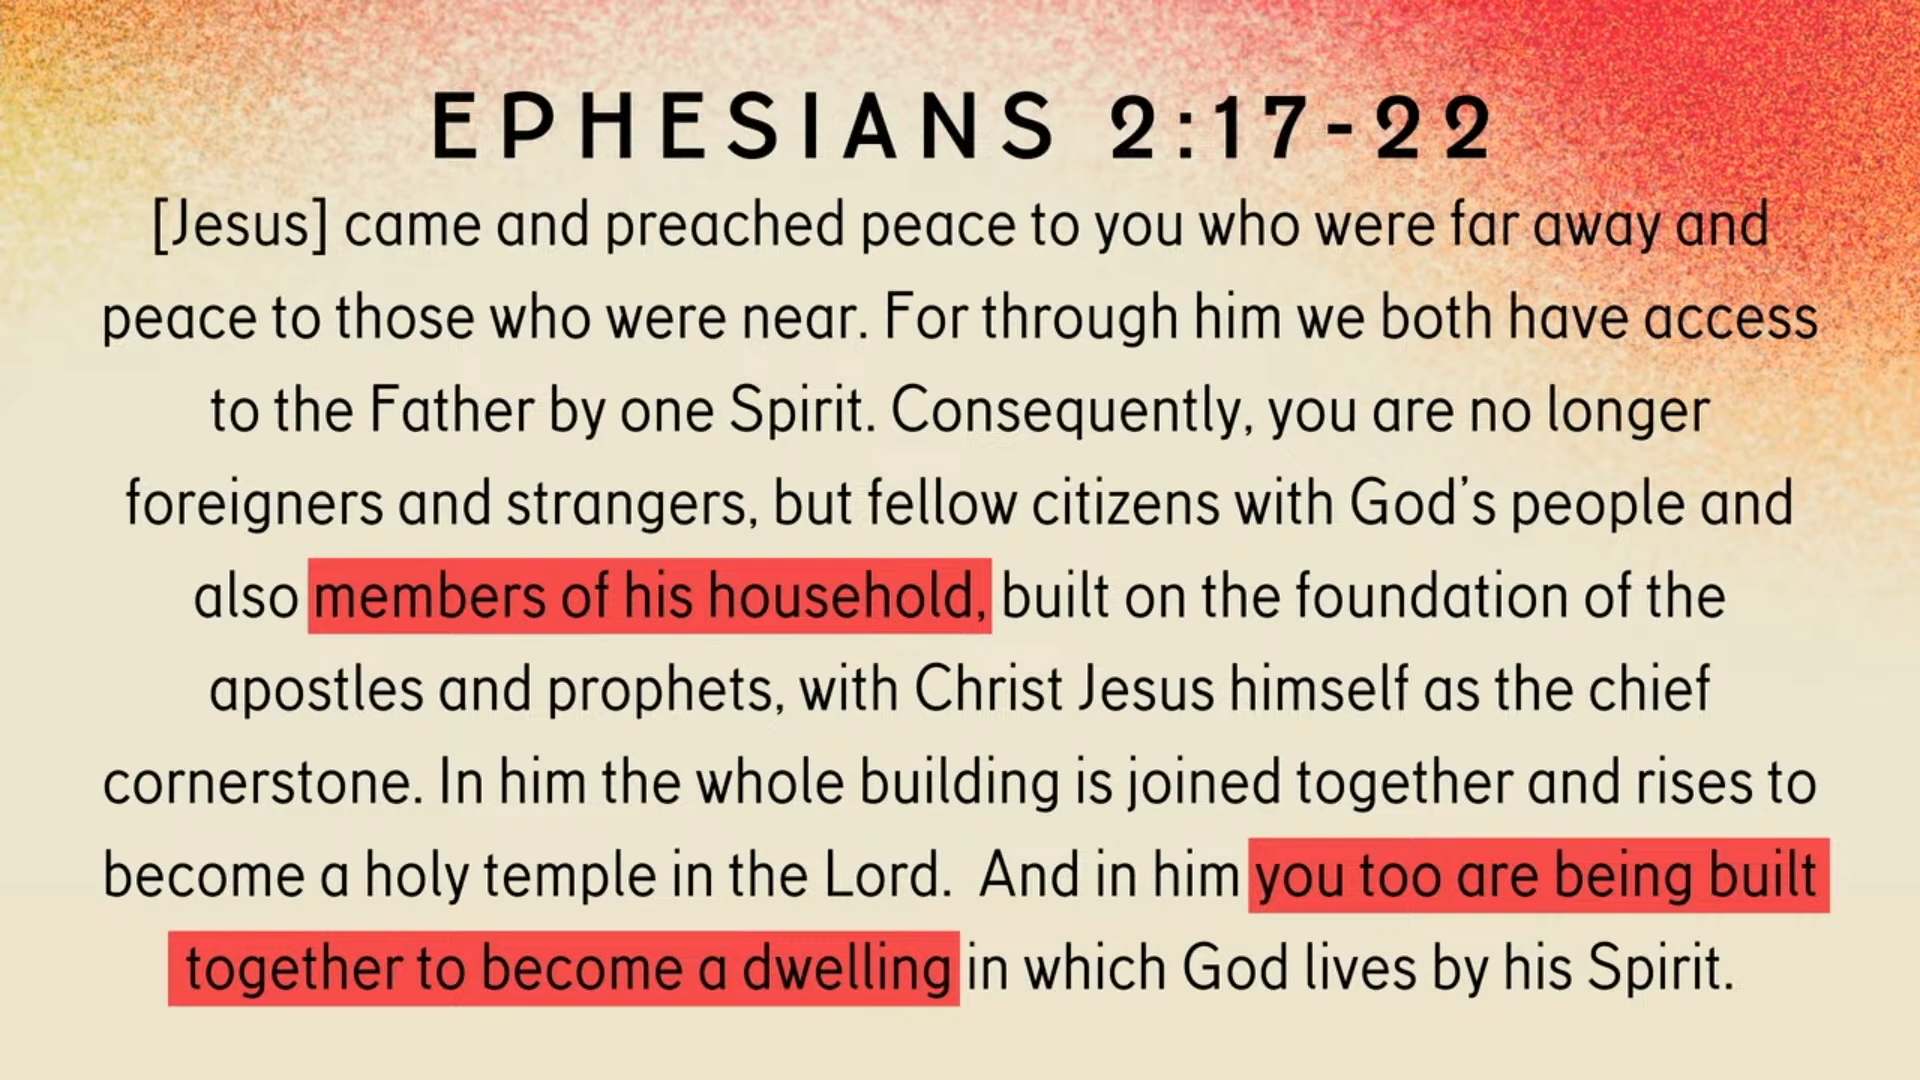 EPHESIANS 2:17-22
[Jesus] came and preached peace to you who were far away and
peace to those who were near. For through him we both have access
to the Father by one Spirit. Consequently, you are no longer
foreigners and strangers, but fellow citizens with God’s people and
also members of his household, built on the foundation of the
apostles and prophets, with Christ Jesus himself as the chief
cornerstone. In him the whole building is joined together and rises to
become a holy temple in the Lord.  And in him you too are being built
together to become a dwelling in which God lives by his Spirit.